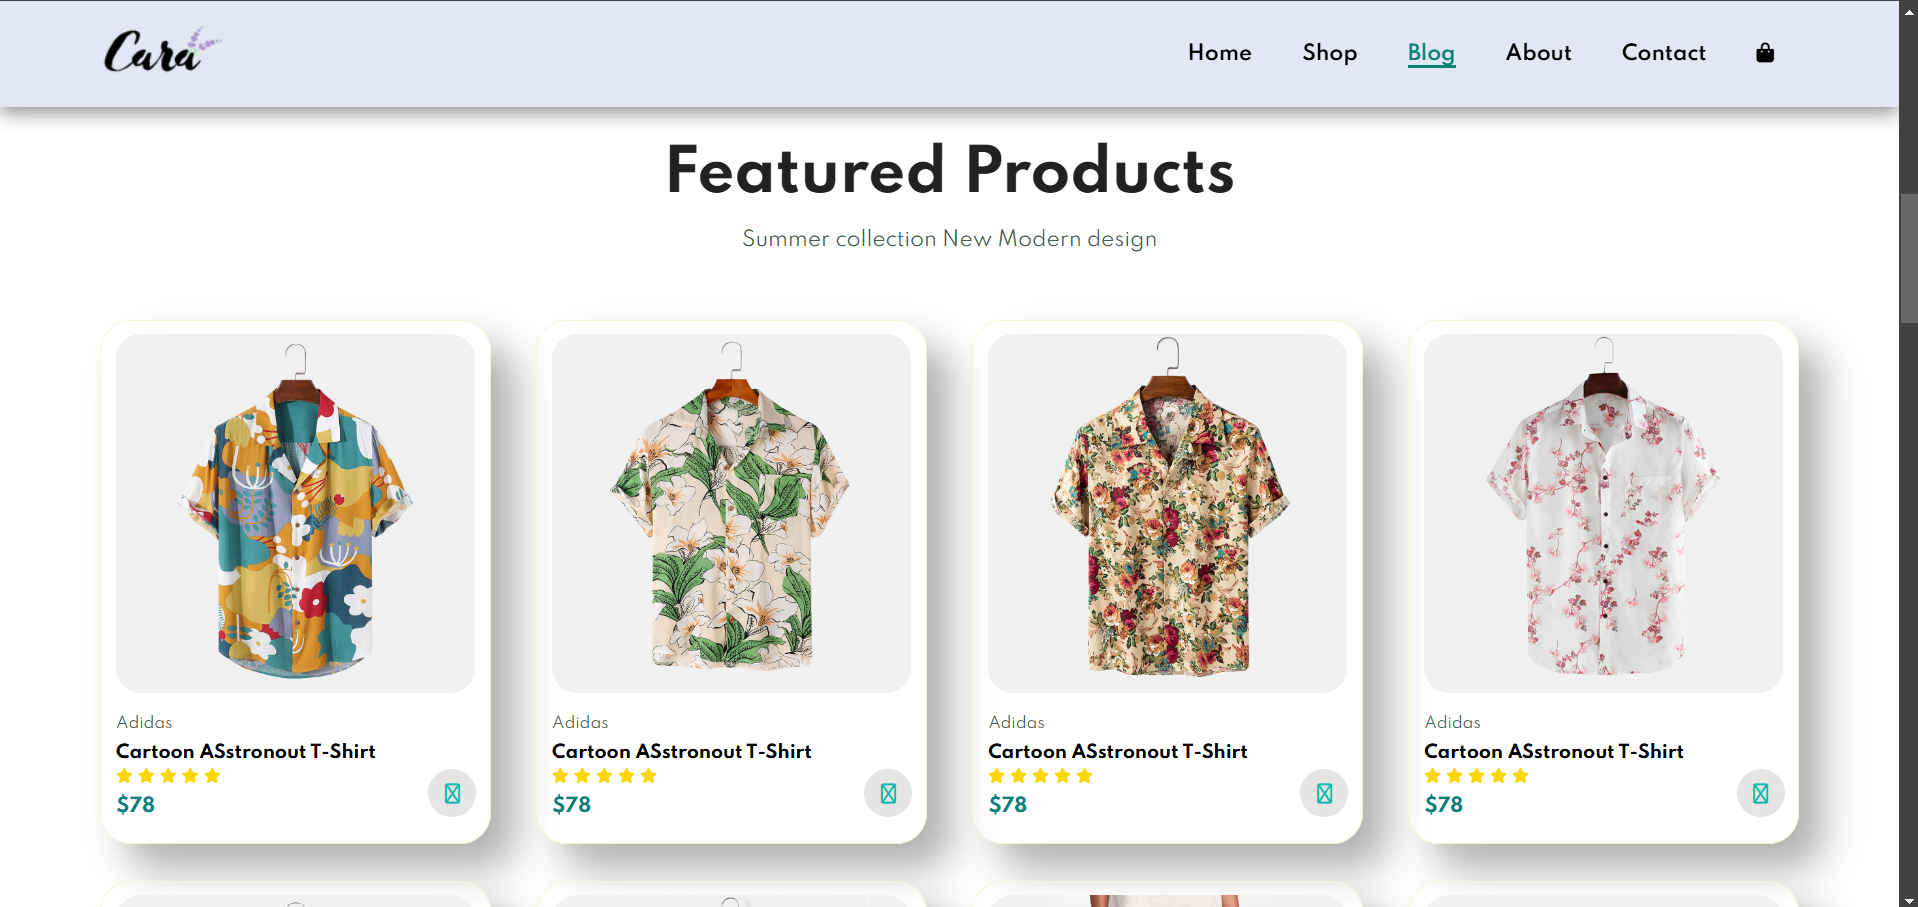 Cara
Home Shop Blog About Contact
Featured Products
Summer collection New Modern design
Adidas
Cartoon ASstronout T-Shirt
$78
Adidas
Cartoon ASstronout T-Shirt
$78
Adidas
Cartoon ASstronout T-Shirt
$78
Adidas
Cartoon ASstronout T-Shirt
$78